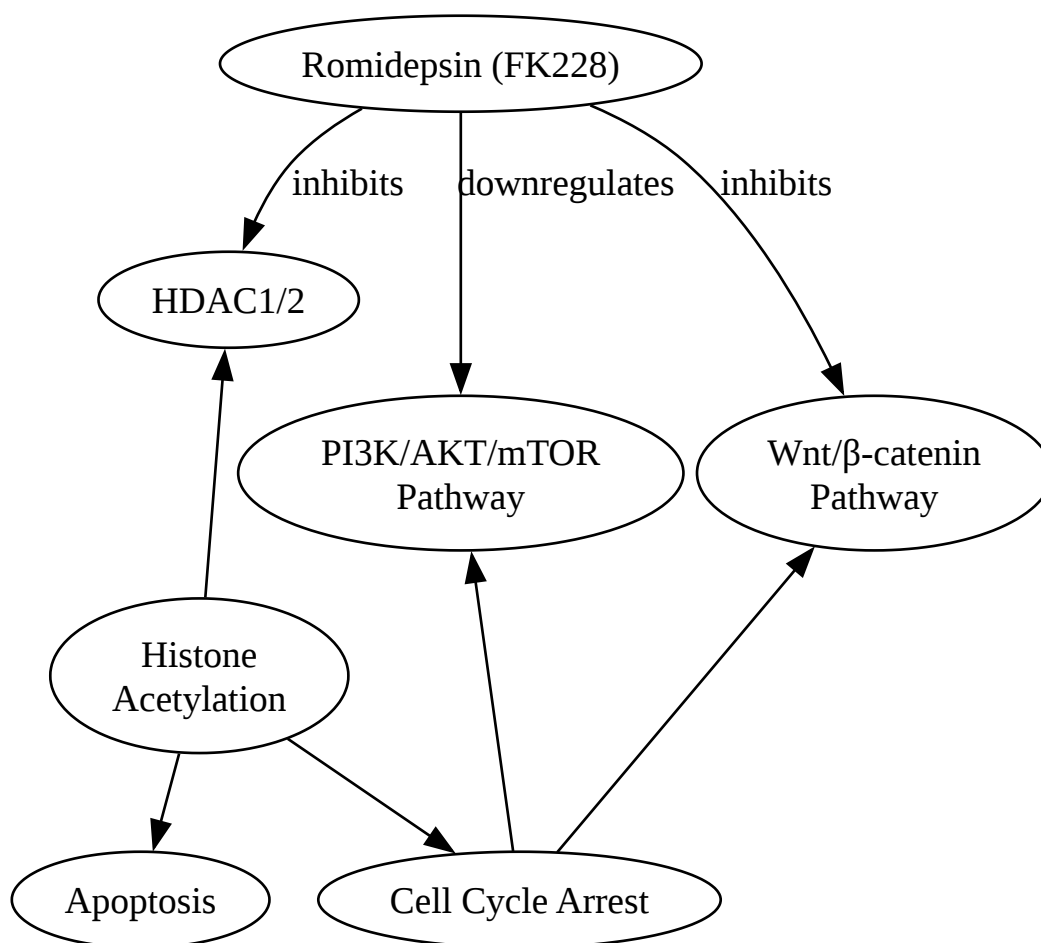 Romidepsin (FK228)
inhibits
downregulates
inhibits
HDAC1/2
PI3K/AKT/mTOR
Pathway
Wnt/β-catenin
Pathway
Histone
Acetylation
Apoptosis
Cell Cycle Arrest